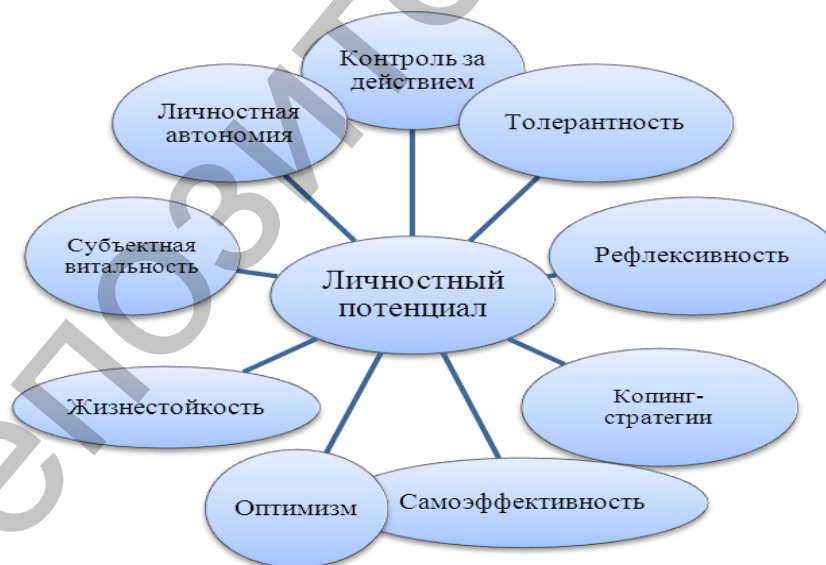 Контроль за
действием
Толерантность
Рефлексивность
Копинг-
стратегии
Самоэффективность
Оптимизм
Жизнестойкость
Субъектная
витальность
Личностная
автономия
Личностный
потенциал